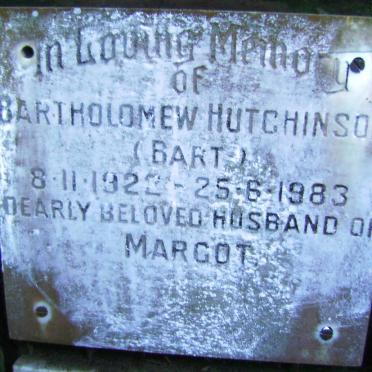 In Loving Memory
OF
BARTHOLOMEW HUTCHINSO
(BART)
8-11-1922 - 25-6-1983
DEARLY BELOVED HUSBAND OF
MARGOT